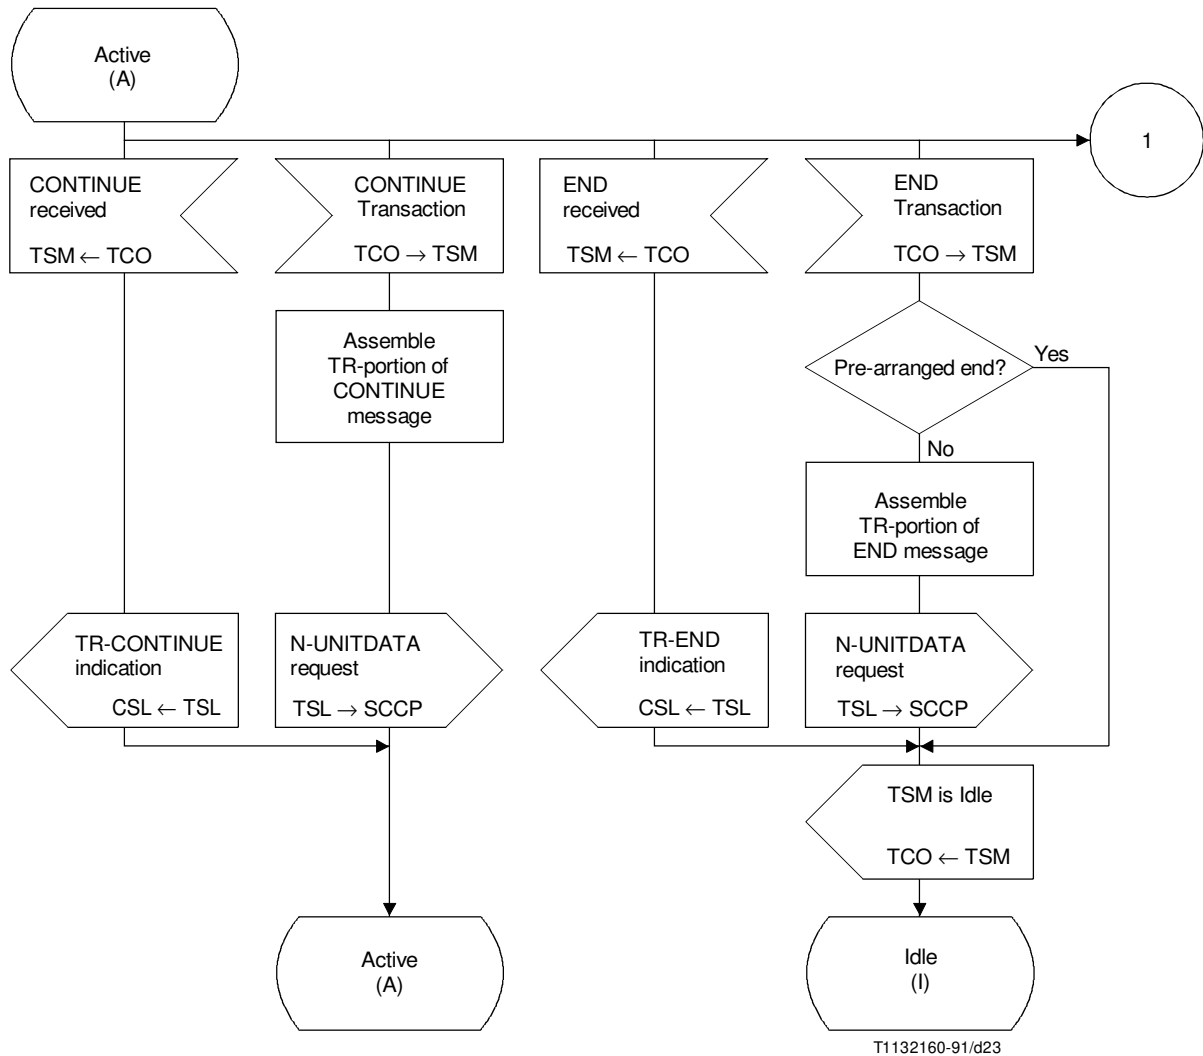 Active
(A)
1
CONTINUE
received
TSM ← TCO
CONTINUE
Transaction
TCO → TSM
END
received
TSM ← TCO
END
Transaction
TCO → TSM
Assemble
TR-portion of
CONTINUE
message
Pre-arranged end?
Yes
No
Assemble
TR-portion of
END message
TR-CONTINUE
indication
CSL ← TSL
N-UNITDATA
request
TSL → SCCP
TR-END
indication
CSL ← TSL
N-UNITDATA
request
TSL → SCCP
TSM is Idle
TCO ← TSM
Active
(A)
Idle
(I)
T1132160-91/d23